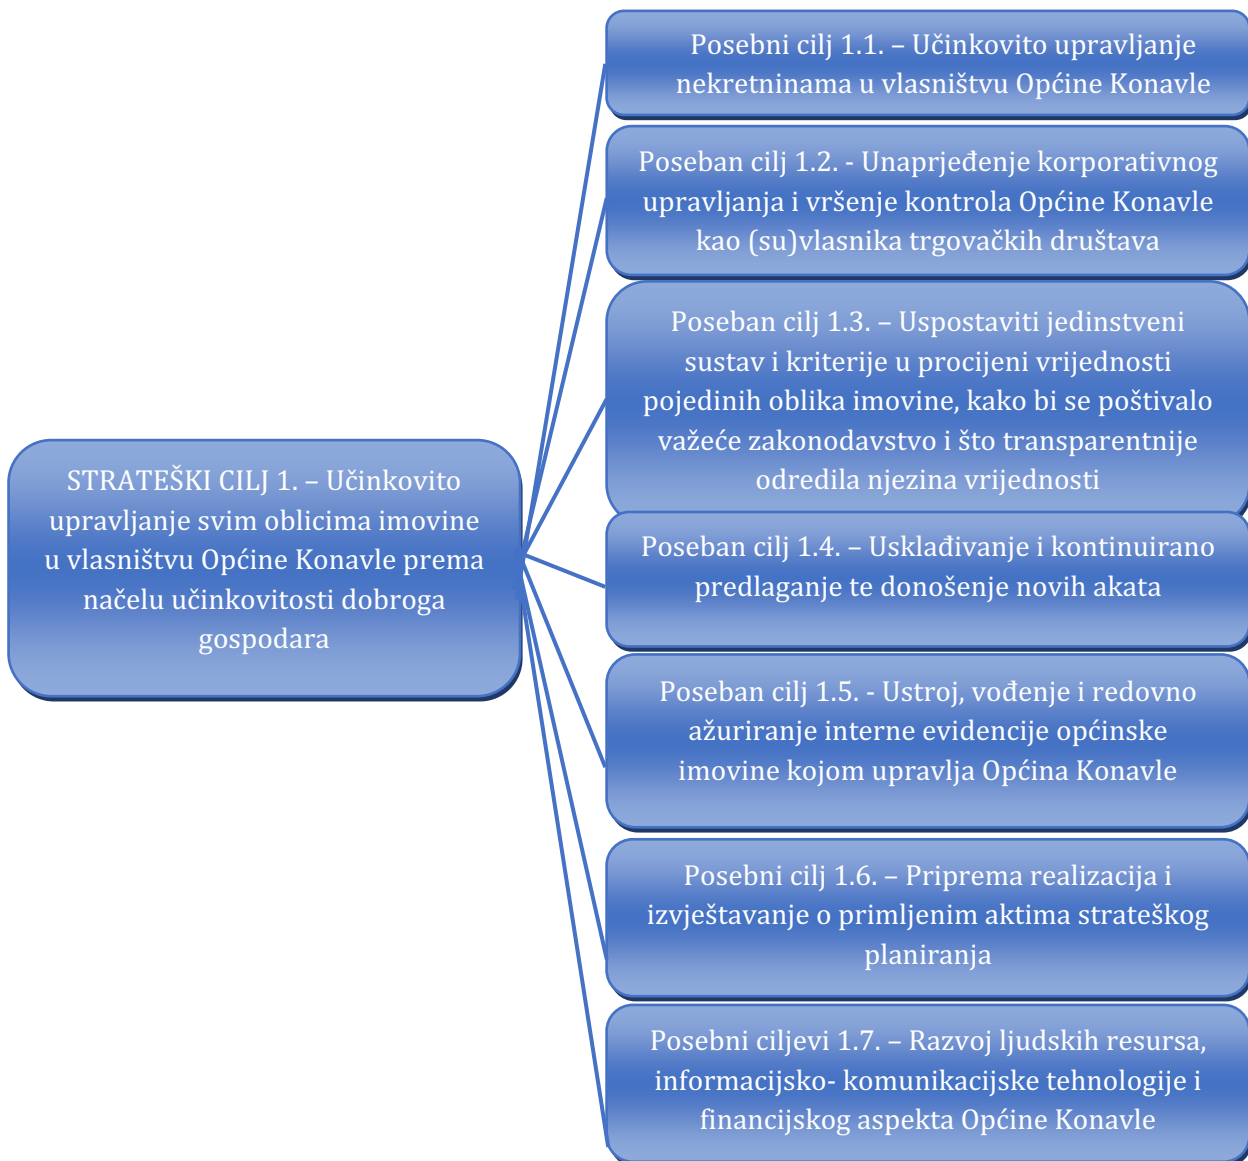 STRATEŠKI CILJ 1. – Učinkovito
upravljanje svim oblicima imovine
u vlasništvu Općine Konavle prema
načelu učinkovitosti dobroga
gospodara
Posebni cilj 1.1. – Učinkovito upravljanje
nekretninama u vlasništvu Općine Konavle
Poseban cilj 1.2. - Unaprjeđenje korporativnog
upravljanja i vršenje kontrola Općine Konavle
kao (su)vlasnika trgovačkih društava
Poseban cilj 1.3. – Uspostaviti jedinstveni
sustav i kriterije u procijeni vrijednosti
pojedinih oblika imovine, kako bi se poštivalo
važeće zakonodavstvo i što transparentnije
odredila njezina vrijednosti
Poseban cilj 1.4. – Usklađivanje i kontinuirano
predlaganje te donošenje novih akata
Poseban cilj 1.5. - Ustroj, vođenje i redovno
ažuriranje interne evidencije općinske
imovine kojom upravlja Općina Konavle
Posebni cilj 1.6. – Priprema realizacija i
izvještavanje o primljenim aktima strateškog
planiranja
Posebni ciljevi 1.7. – Razvoj ljudskih resursa,
informacijsko- komunikacijske tehnologije i
financijskog aspekta Općine Konavle